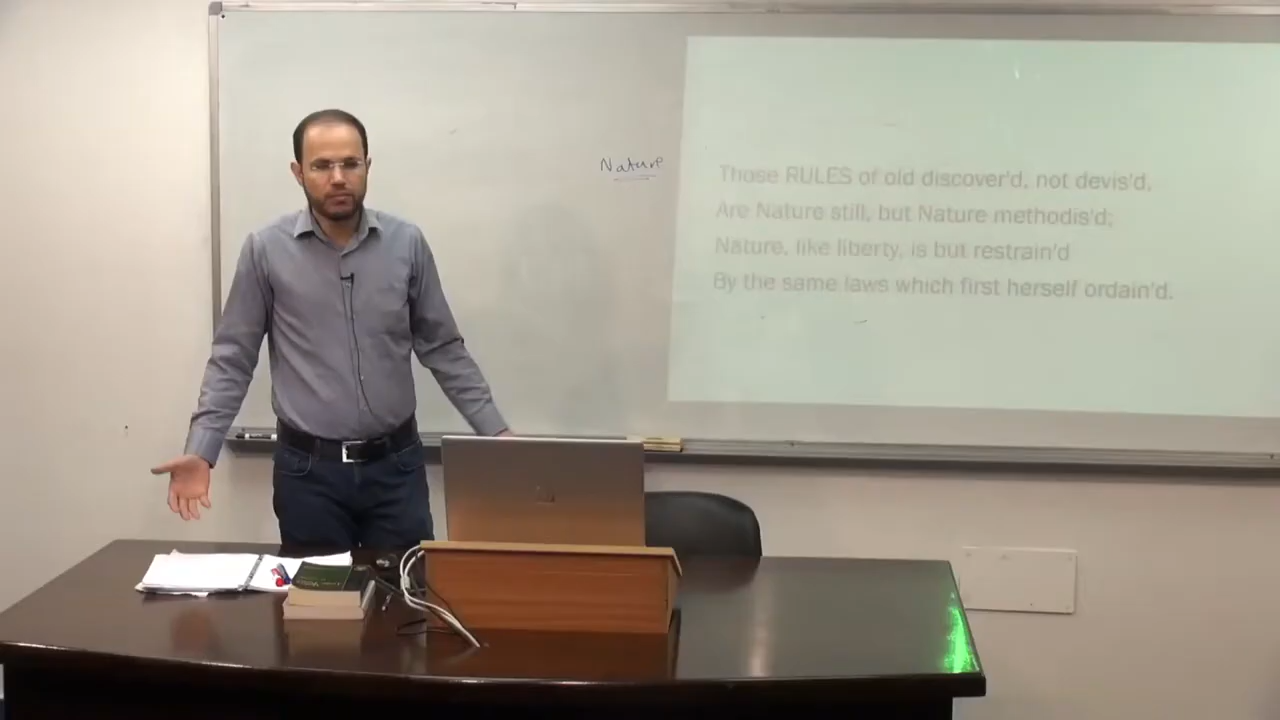 Nature
Those RULES of old discover'd, not devis'd,
Are Nature still, but Nature methodis'd;
Nature, like liberty, is but restrain'd
By the same laws which first herself ordain'd.